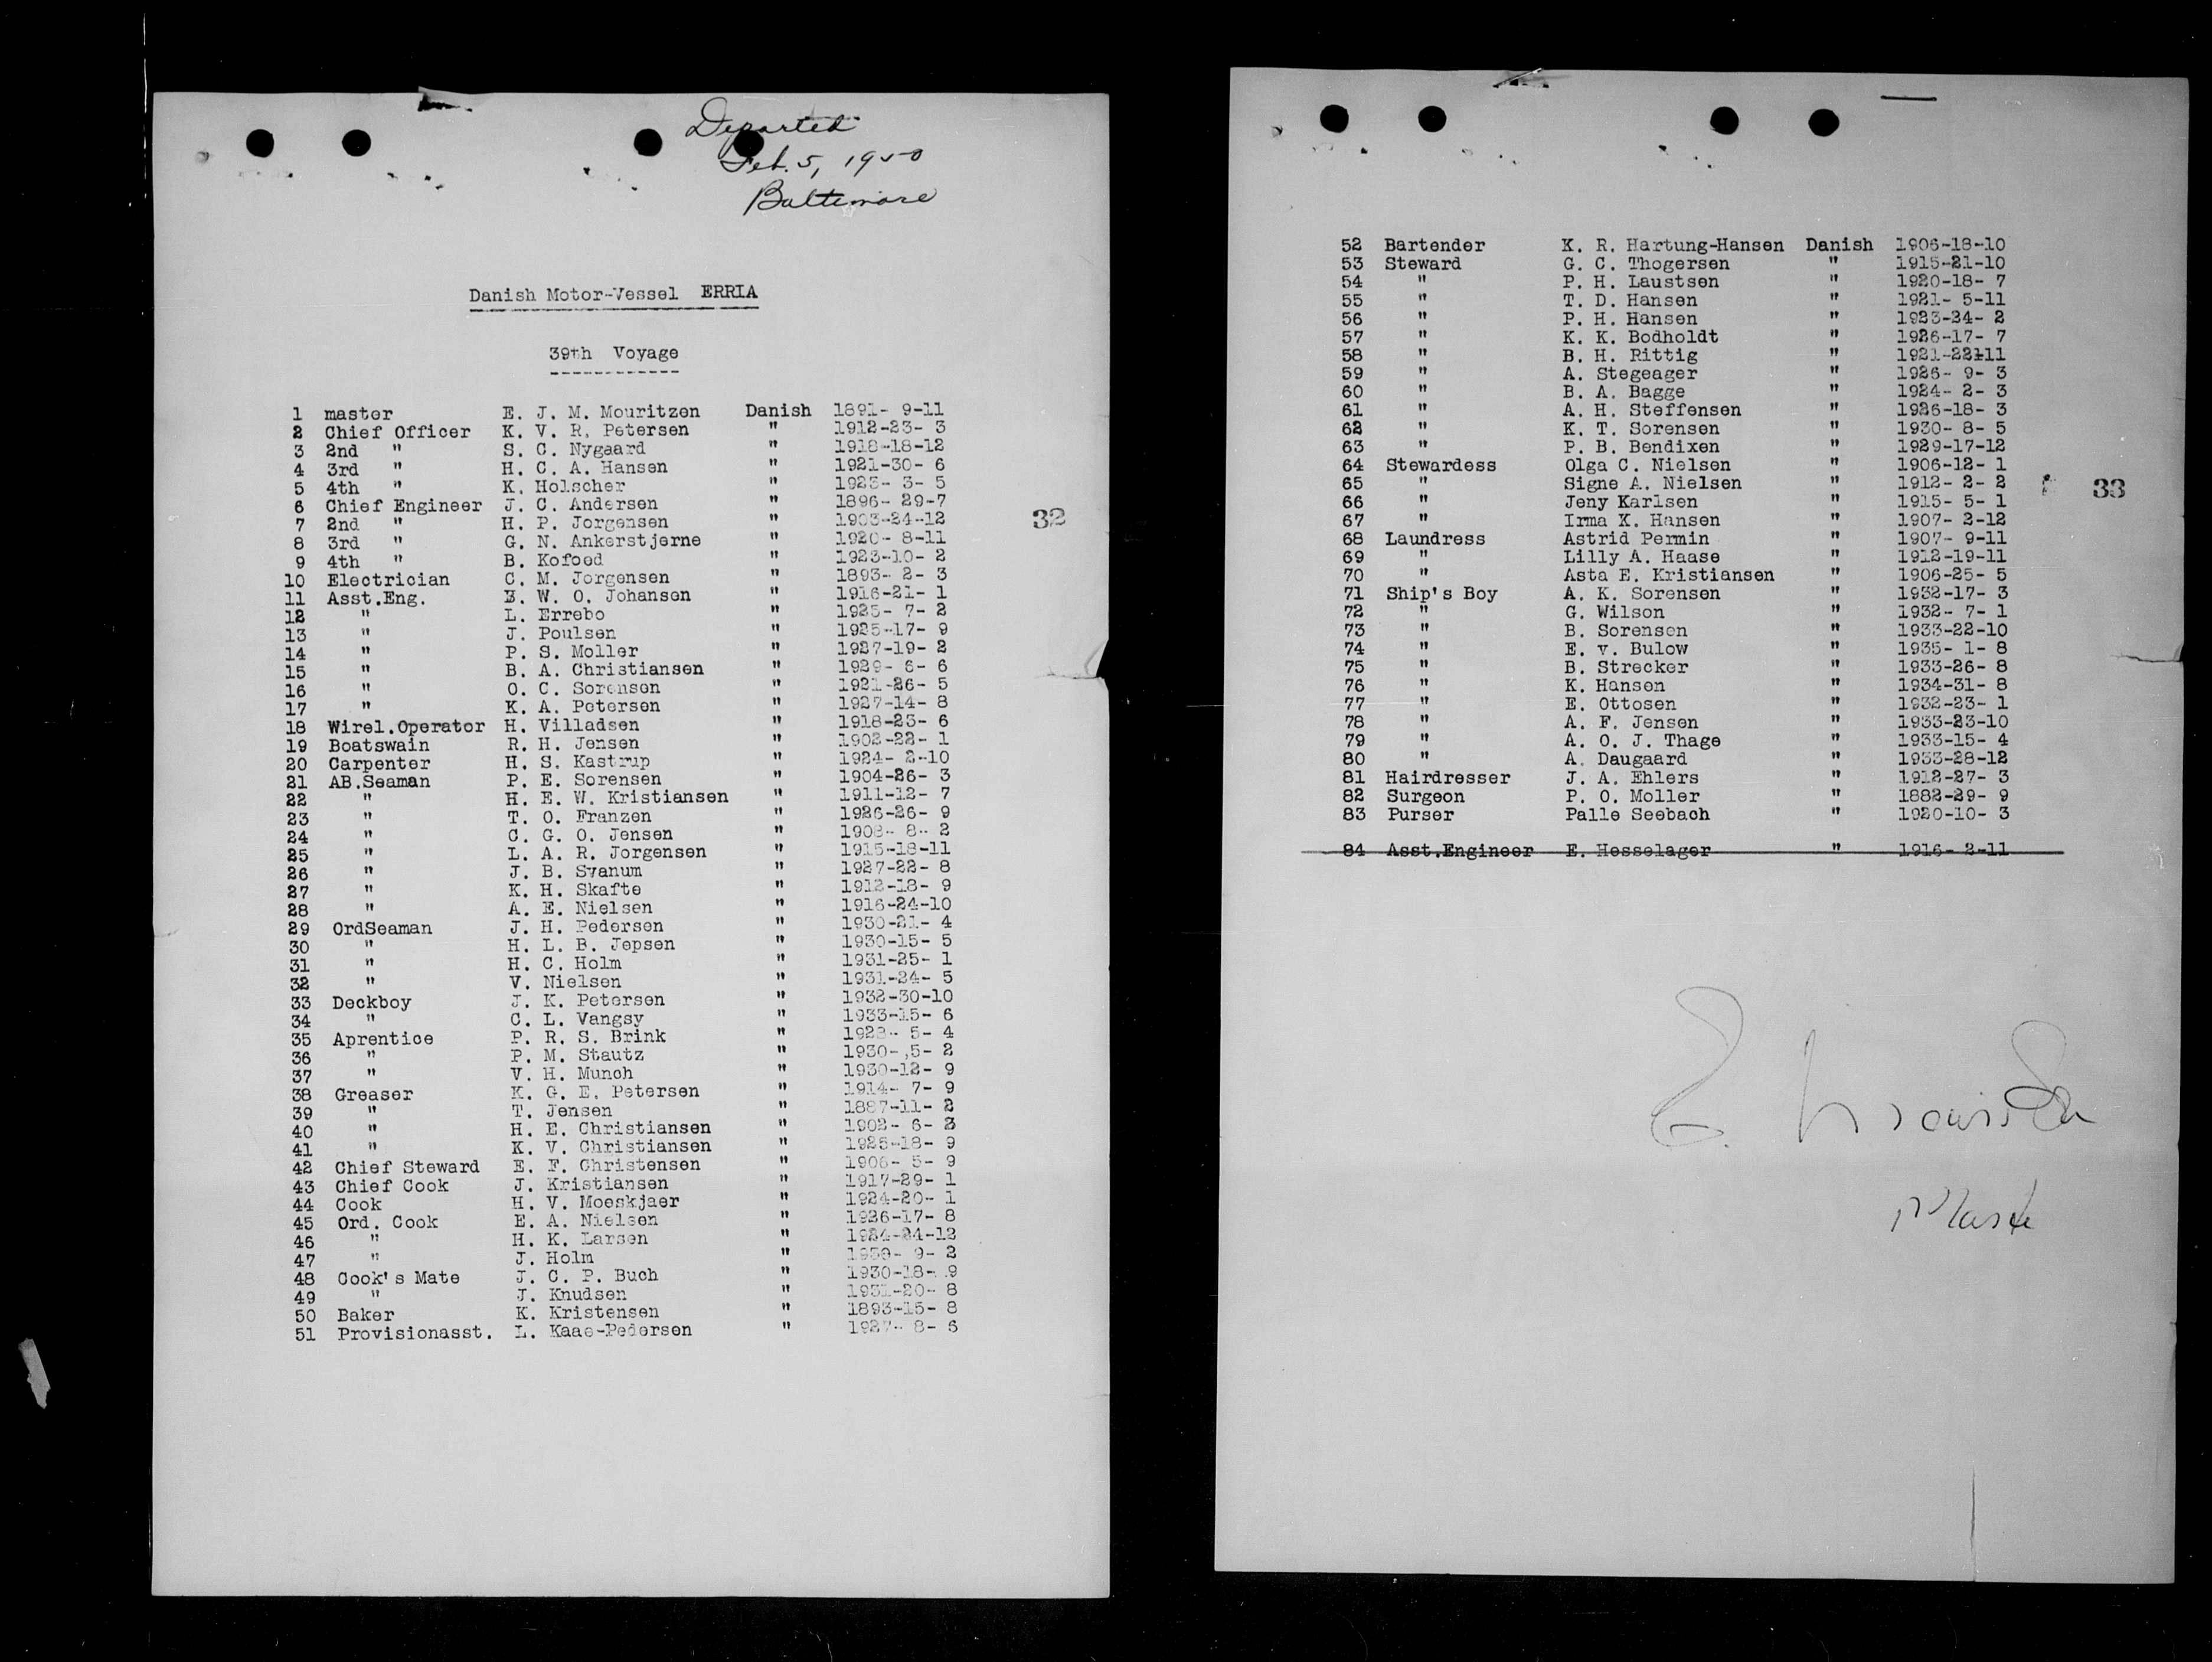 Departed
Feb. 5, 1950
Baltimore
Danish Motor-Vessel ERRIA
39th Voyage
1 master E. J. M. Mouritzen Danish 1891- 9-11
2 Chief Officer K. V. R. Petersen " 1912-23- 3
3 2nd " S. C. Nygaard " 1918-18-12
4 3rd " H. C. A. Hansen " 1921-30- 6
5 4th " K. Holscher " 1923- 3- 5
6 Chief Engineer J. C. Andersen " 1896- 29-7
7 2nd " H. P. Jorgensen " 1903-24-12
8 3rd " G. N. Ankerstjerne " 1920- 8-11
9 4th " B. Kofoed " 1923-10- 2
10 Electrician C. M. Jorgensen " 1893- 2- 3
11 Asst.Eng. E. W. O. Johansen " 1916-21- 1
12 " L. Errebo " 1925- 7- 2
13 " J. Poulsen " 1925-17- 9
14 " P. S. Moller " 1927-19- 2
15 " B. A. Christiansen " 1929- 6- 6
16 " O. C. Sorensen " 1921-26- 5
17 " K. A. Petersen " 1927-14- 8
18 Wirel.Operator H. Villadsen " 1918-23- 6
19 Boatswain R. H. Jensen " 1902-22- 1
20 Carpenter H. S. Kastrup " 1924- 2-10
21 AB.Seaman P. E. Sorensen " 1904-26- 3
22 " H. E. W. Kristiansen " 1911-12- 7
23 " T. O. Franzen " 1926-26- 9
24 " C. G. O. Jensen " 1908- 8- 2
25 " L. A. R. Jorgensen " 1915-18-11
26 " J. B. Svanum " 1927-22- 8
27 " K. H. Skafte " 1912-18- 9
28 " A. E. Nielsen " 1916-24-10
29 OrdSeaman J. H. Pedersen " 1930-21- 4
30 " H. L. B. Jepsen " 1930-15- 5
31 " H. C. Holm " 1931-25- 1
32 " V. Nielsen " 1931-24- 5
33 Deckboy J. K. Petersen " 1932-30-10
34 " C. L. Vangsy " 1933-15- 6
35 Aprentice P. R. S. Brink " 1928- 5- 4
36 " P. M. Stautz " 1930-,5- 2
37 " V. H. Munch " 1930-12- 9
38 Greaser K. G. E. Petersen " 1914- 7- 9
39 " T. Jensen " 1887-11- 2
40 " H. E. Christiansen " 1902- 6- 3
41 " K. V. Christiansen " 1925-18- 9
42 Chief Steward E. F. Christensen " 1906- 5- 9
43 Chief Cook J. Kristiansen " 1917-29- 1
44 Cook H. V. Moeskjaer " 1924-20- 1
45 Ord. Cook E. A. Nielsen " 1926-17- 8
46 " H. K. Larsen " 1924-24-12
47 " J. Holm " 1930- 9- 2
48 Cook's Mate J. C. P. Buch " 1930-18- 9
49 " J. Knudsen " 1931-20- 8
50 Baker K. Kristensen " 1893-15- 8
51 Provisionasst. L. Kaae-Pedersen " 1927- 8- 6
32
52 Bartender K. R. Hartung-Hansen Danish 1906-18-10
53 Steward G. C. Thogersen " 1915-21-10
54 " P. H. Laustsen " 1920-18- 7
55 " T. D. Hansen " 1921- 5-11
56 " P. H. Hansen " 1923-24- 2
57 " K. K. Bodholdt " 1926-17- 7
58 " B. H. Rittig " 1921-22-11
59 " A. Stegeager " 1926- 9- 3
60 " B. A. Bagge " 1924- 2- 3
61 " A. H. Steffensen " 1926-18- 3
62 " K. T. Sorensen " 1930- 8- 5
63 " P. B. Bendixen " 1929-17-12
64 Stewardess Olga C. Nielsen " 1906-12- 1
65 " Signe A. Nielsen " 1912- 2- 2
66 " Jeny Karlsen " 1915- 5- 1
67 " Irma K. Hansen " 1907- 2-12
68 Laundress Astrid Permin " 1907- 9-11
69 " Lilly A. Haase " 1912-19-11
70 " Asta E. Kristiansen " 1906-25- 5
71 Ship's Boy A. K. Sorensen " 1932-17- 3
72 " G. Wilson " 1932- 7- 1
73 " B. Sorensen " 1933-22-10
74 " E. v. Bulow " 1935- 1- 8
75 " B. Strecker " 1933-26- 8
76 " K. Hansen " 1934-31- 8
77 " E. Ottosen " 1932-23- 1
78 " A. F. Jensen " 1933-23-10
79 " A. O. J. Thage " 1933-15- 4
80 " A. Daugaard " 1933-28-12
81 Hairdresser J. A. Ehlers " 1912-27- 3
82 Surgeon P. O. Moller " 1882-29- 9
83 Purser Palle Seebach " 1920-10- 3
84 Asst.Engineer E. Hesselager " 1916- 2-11
33